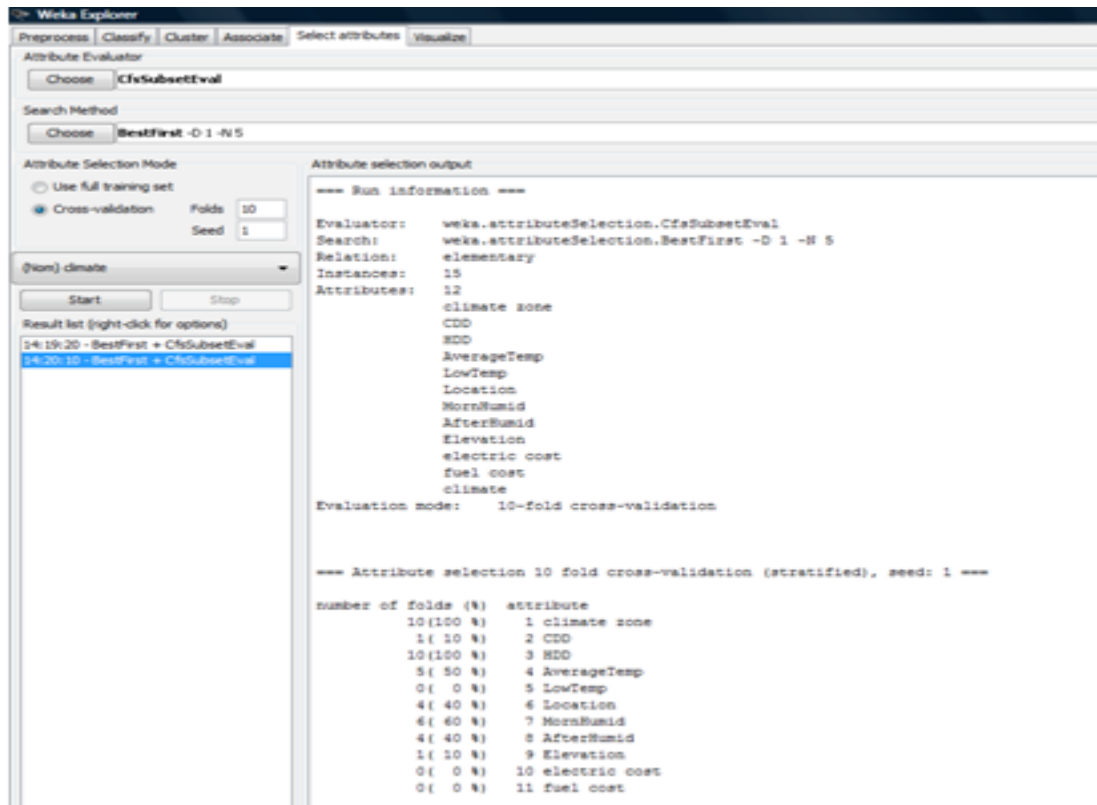 Weka Explorer
Preprocess Classify Cluster Associate Select attributes Visualize
Attribute Evaluator
Choose CfsSubsetEval
Search Method
Choose BestFirst -D 1 -N 5
Attribute Selection Mode
Use full training set
Cross-validation Folds 10
Seed 1
(Nom) climate
Start Stop
Result list (right-click for options)
14:19:20 - BestFirst + CfsSubsetEval
14:20:10 - BestFirst + CfsSubsetEval
Attribute selection output
=== Run information ===
Evaluator: weka.attributeSelection.CfsSubsetEval
Search: weka.attributeSelection.BestFirst -D 1 -N 5
Relation: elementary
Instances: 15
Attributes: 12
climate zone
CDD
HDD
AverageTemp
LowTemp
Location
MornHumid
AfterHumid
Elevation
electric cost
fuel cost
climate
Evaluation mode: 10-fold cross-validation
=== Attribute selection 10 fold cross-validation (stratified), seed: 1 ===
number of folds (%) attribute
10(100 %) 1 climate zone
1( 10 %) 2 CDD
10(100 %) 3 HDD
5( 50 %) 4 AverageTemp
0( 0 %) 5 LowTemp
4( 40 %) 6 Location
6( 60 %) 7 MornHumid
4( 40 %) 8 AfterHumid
1( 10 %) 9 Elevation
0( 0 %) 10 electric cost
0( 0 %) 11 fuel cost